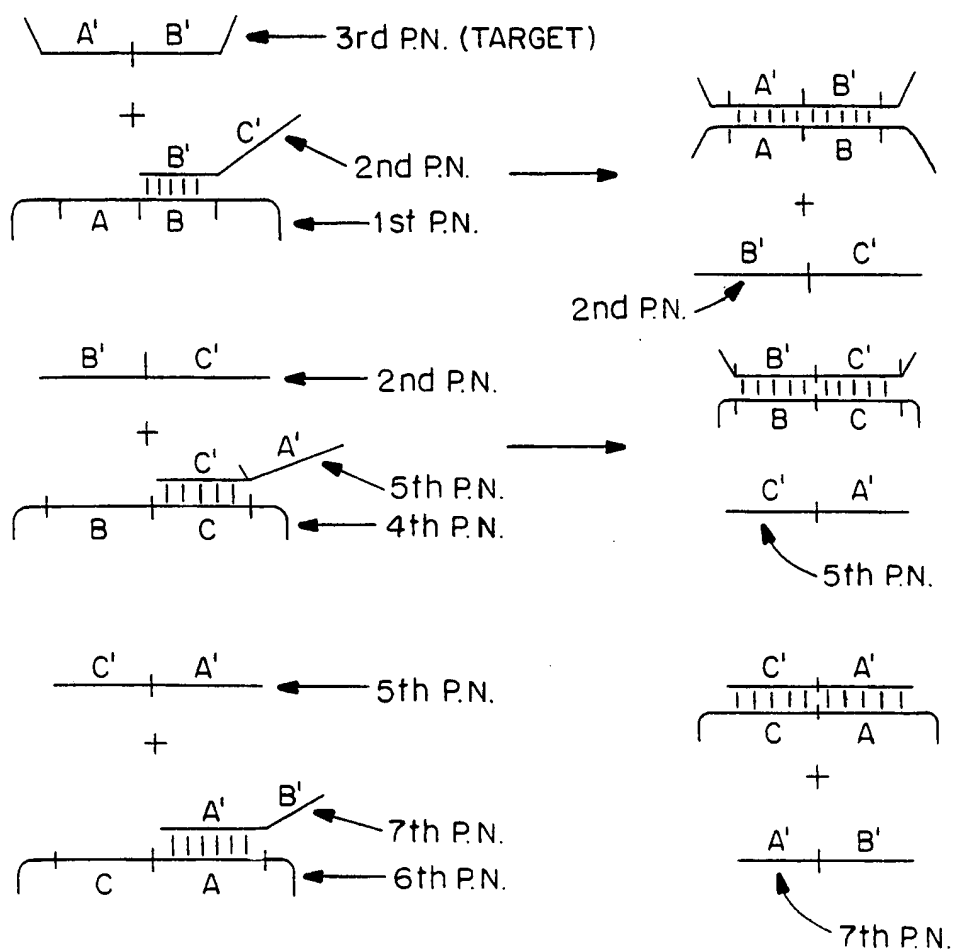 A' B' 3rd P.N. (TARGET)
+
B' C' 2nd P.N.
A B 1st P.N.
A' B'
A B
+
B' C'
2nd P.N.
B' C' 2nd P.N.
+
C' A' 5th P.N.
B C 4th P.N.
B' C'
B C
+
C' A'
5th P.N.
C' A' 5th P.N.
+
A' B' 7th P.N.
C A 6th P.N.
C' A'
C A
+
A' B'
7th P.N.